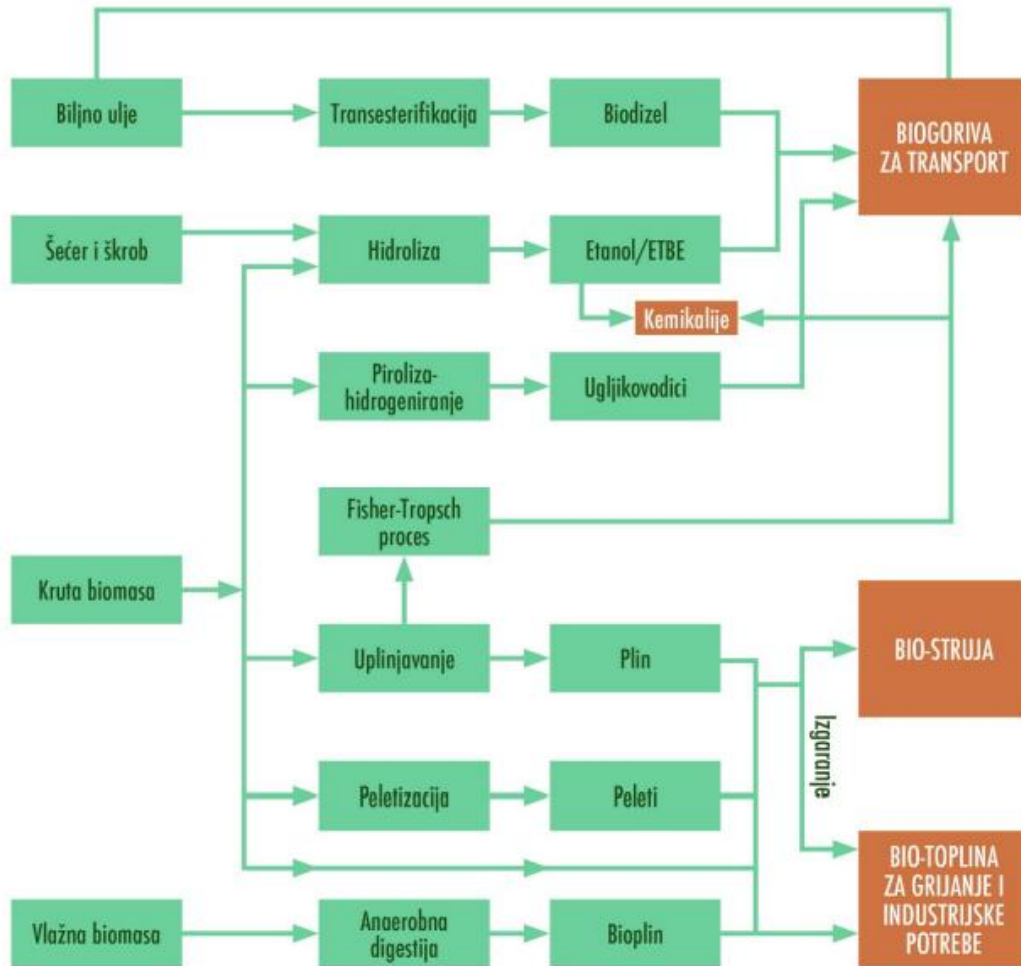 Biljno ulje
Transesterifikacija
Biodizel
BIOGORIVA
ZA TRANSPORT
Šećer i škrob
Hidroliza
Etanol/ETBE
Kemikalije
Piroliza-
hidrogeniranje
Ugljikovodici
Fisher-Tropsch
proces
Kruta biomasa
Uplinjavanje
Plin
BIO-STRUJA
Izgaranje
Peletizacija
Peleti
BIO-TOPLINA
ZA GRIJANJE I
INDUSTRIJSKE
POTREBE
Vlažna biomasa
Anaerobna
digestija
Bioplin